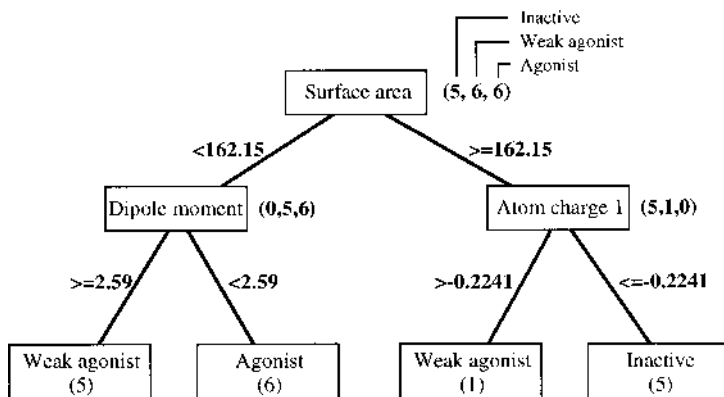 Inactive
Weak agonist
Agonist
Surface area (5, 6, 6)
<162.15 >=162.15
Dipole moment (0,5,6) Atom charge 1 (5,1,0)
>=2.59 <2.59 >-0.2241 <=-0.2241
Weak agonist Agonist Weak agonist Inactive
(5) (6) (1) (5)